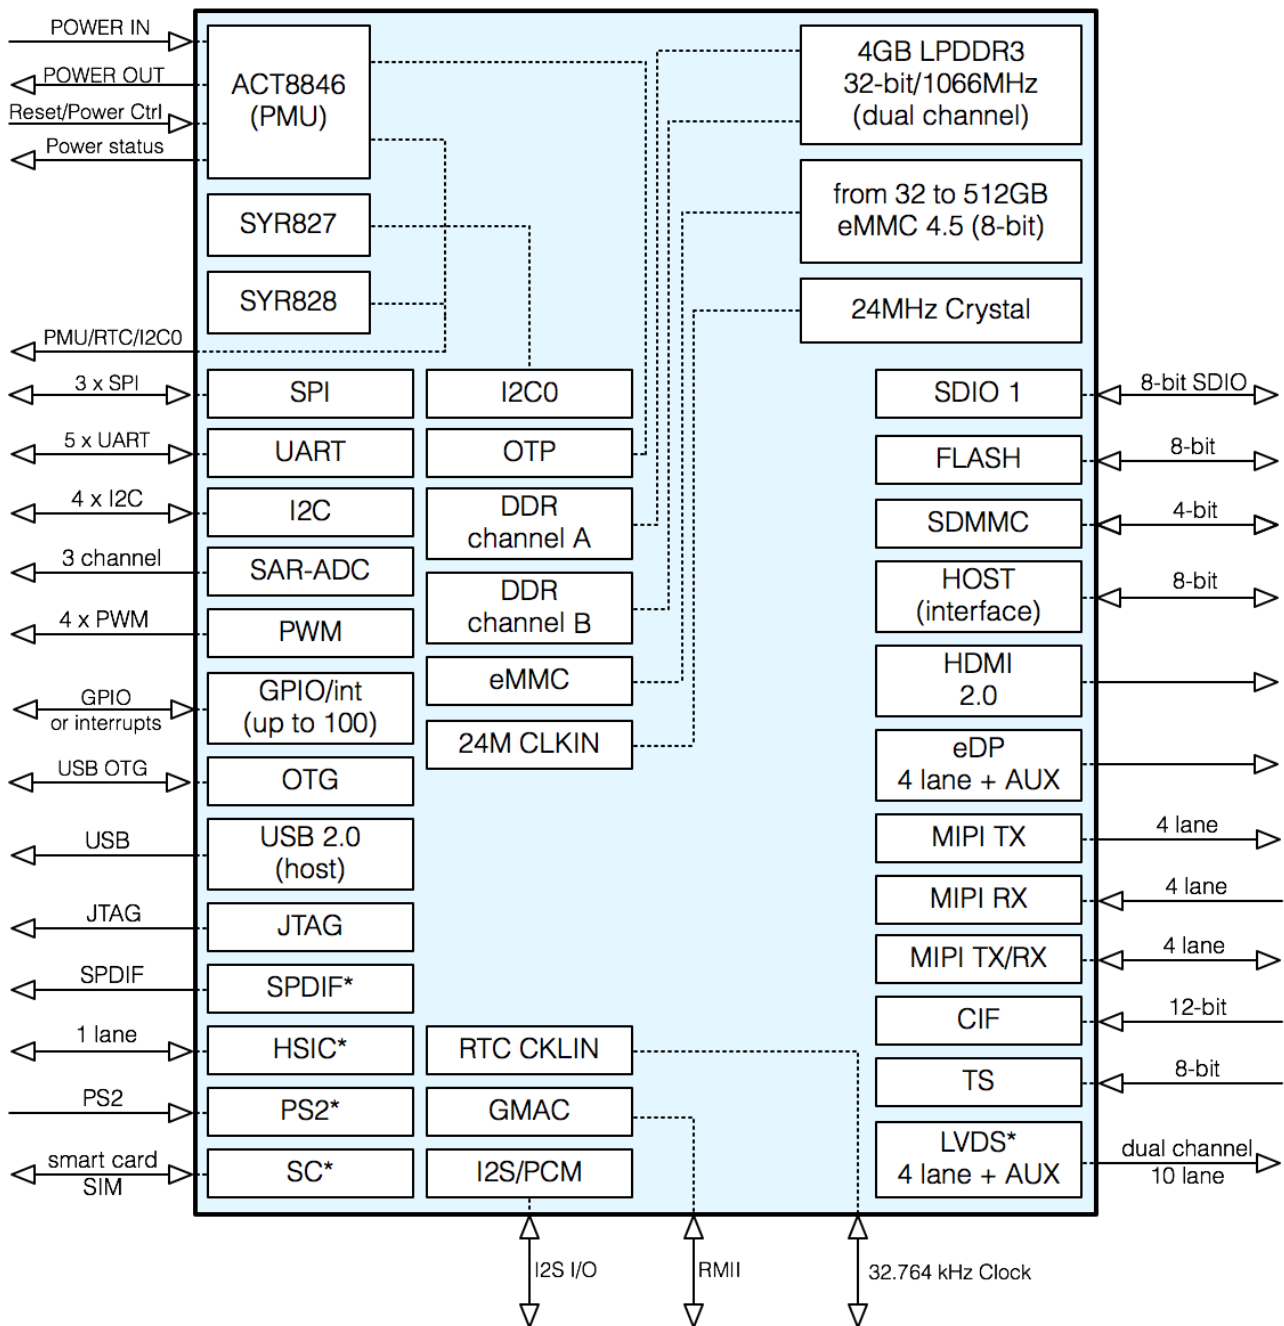 POWER IN
POWER OUT
Reset/Power Ctrl
Power status
ACT8846
(PMU)
SYR827
SYR828
PMU/RTC/I2C0
4GB LPDDR3
32-bit/1066MHz
(dual channel)
from 32 to 512GB
eMMC 4.5 (8-bit)
24MHz Crystal
3 x SPI
SPI
5 x UART
UART
4 x I2C
I2C
3 channel
SAR-ADC
4 x PWM
PWM
GPIO
or interrupts
GPIO/int
(up to 100)
USB OTG
OTG
USB
USB 2.0
(host)
JTAG
JTAG
SPDIF
SPDIF*
1 lane
HSIC*
PS2
PS2*
smart card
SIM
SC*
I2C0
OTP
DDR
channel A
DDR
channel B
eMMC
24M CLKIN
RTC CKLIN
GMAC
I2S/PCM
SDIO 1
8-bit SDIO
FLASH
8-bit
SDMMC
4-bit
HOST
(interface)
8-bit
HDMI
2.0
eDP
4 lane + AUX
MIPI TX
4 lane
MIPI RX
4 lane
MIPI TX/RX
4 lane
CIF
12-bit
TS
8-bit
LVDS*
4 lane + AUX
dual channel
10 lane
I2S I/O
RMII
32.764 kHz Clock